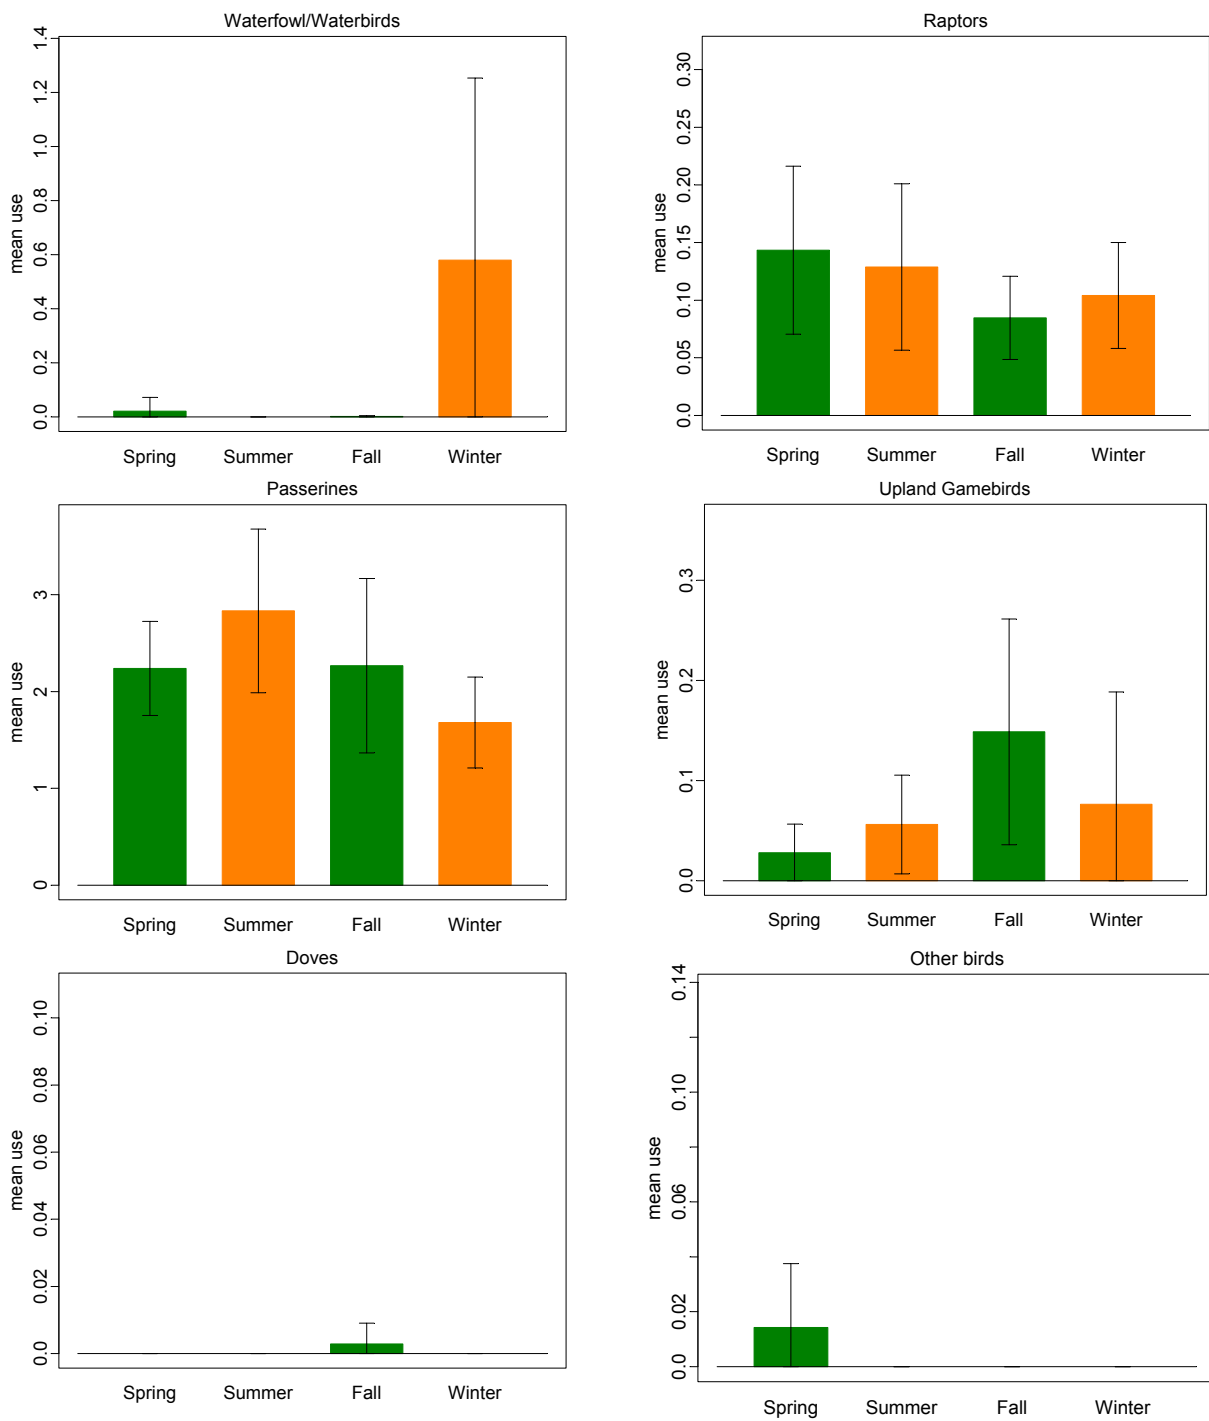 Waterfowl/Waterbirds
mean use
1.4
1.2
1.0
0.8
0.6
0.4
0.2
0.0
Spring Summer Fall Winter
Raptors
mean use
0.30
0.25
0.20
0.15
0.10
0.05
0.0
Spring Summer Fall Winter
Passerines
mean use
3
2
1
0
Spring Summer Fall Winter
Upland Gamebirds
mean use
0.3
0.2
0.1
0.0
Spring Summer Fall Winter
Doves
mean use
0.10
0.08
0.06
0.04
0.02
0.0
Spring Summer Fall Winter
Other birds
mean use
0.14
0.10
0.06
0.02
0.0
Spring Summer Fall Winter